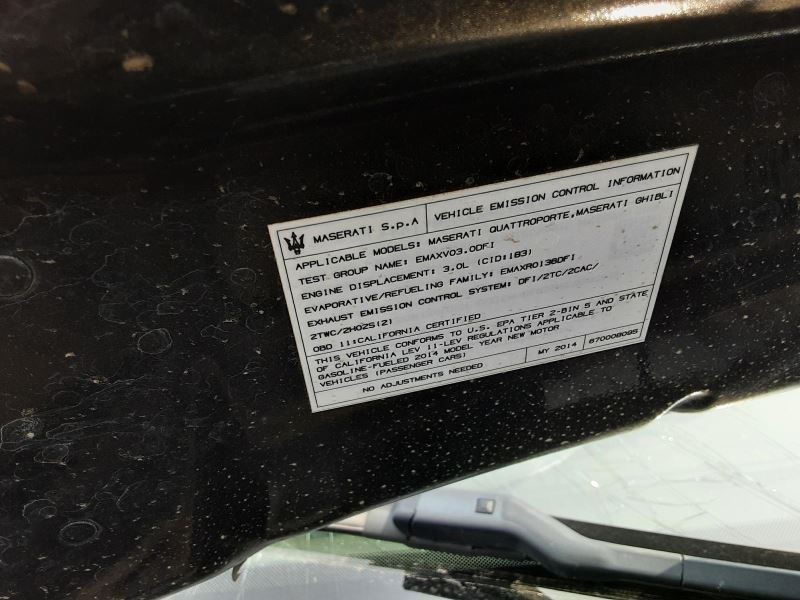 MASERATI S.p.A
VEHICLE EMISSION CONTROL INFORMATION
APPLICABLE MODELS: MASERATI QUATTROPORTE, MASERATI GHIBLI
TEST GROUP NAME: EMAXV03.0DFI
ENGINE DISPLACEMENT: 3.0L (CID:183)
EVAPORATIVE/REFUELING FAMILY: EMAXR0136DFI
EXHAUST EMISSION CONTROL SYSTEM: DFI/2TC/2CAC/
2TWC/2HO2S(2)
OBD II:CALIFORNIA CERTIFIED
THIS VEHICLE CONFORMS TO U.S. EPA TIER 2-BIN 5 AND STATE
OF CALIFORNIA LEV II-LEV REGULATIONS APPLICABLE TO
GASOLINE-FUELED 2014 MODEL YEAR NEW MOTOR
VEHICLES (PASSENGER CARS)
NO ADJUSTMENTS NEEDED
MY 2014
670009095